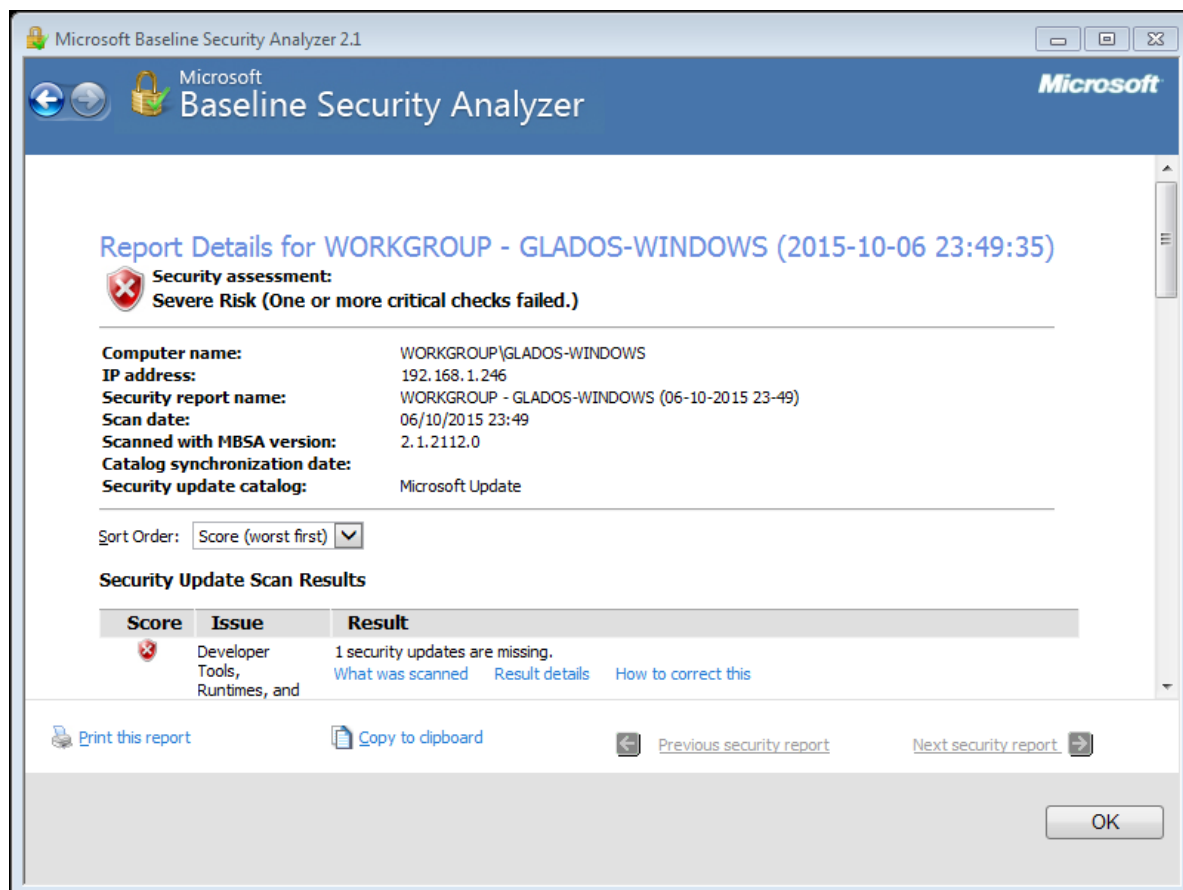 Microsoft Baseline Security Analyzer 2.1
Microsoft
Baseline Security Analyzer
Microsoft
Report Details for WORKGROUP - GLADOS-WINDOWS (2015-10-06 23:49:35)
Security assessment:
Severe Risk (One or more critical checks failed.)
Computer name: WORKGROUP\GLADOS-WINDOWS
IP address: 192.168.1.246
Security report name: WORKGROUP - GLADOS-WINDOWS (06-10-2015 23-49)
Scan date: 06/10/2015 23:49
Scanned with MBSA version: 2.1.2112.0
Catalog synchronization date:
Security update catalog: Microsoft Update
Sort Order: Score (worst first)
Security Update Scan Results
Score Issue Result
Developer 1 security updates are missing.
Tools, What was scanned Result details How to correct this
Runtimes, and
Print this report Copy to clipboard Previous security report Next security report
OK